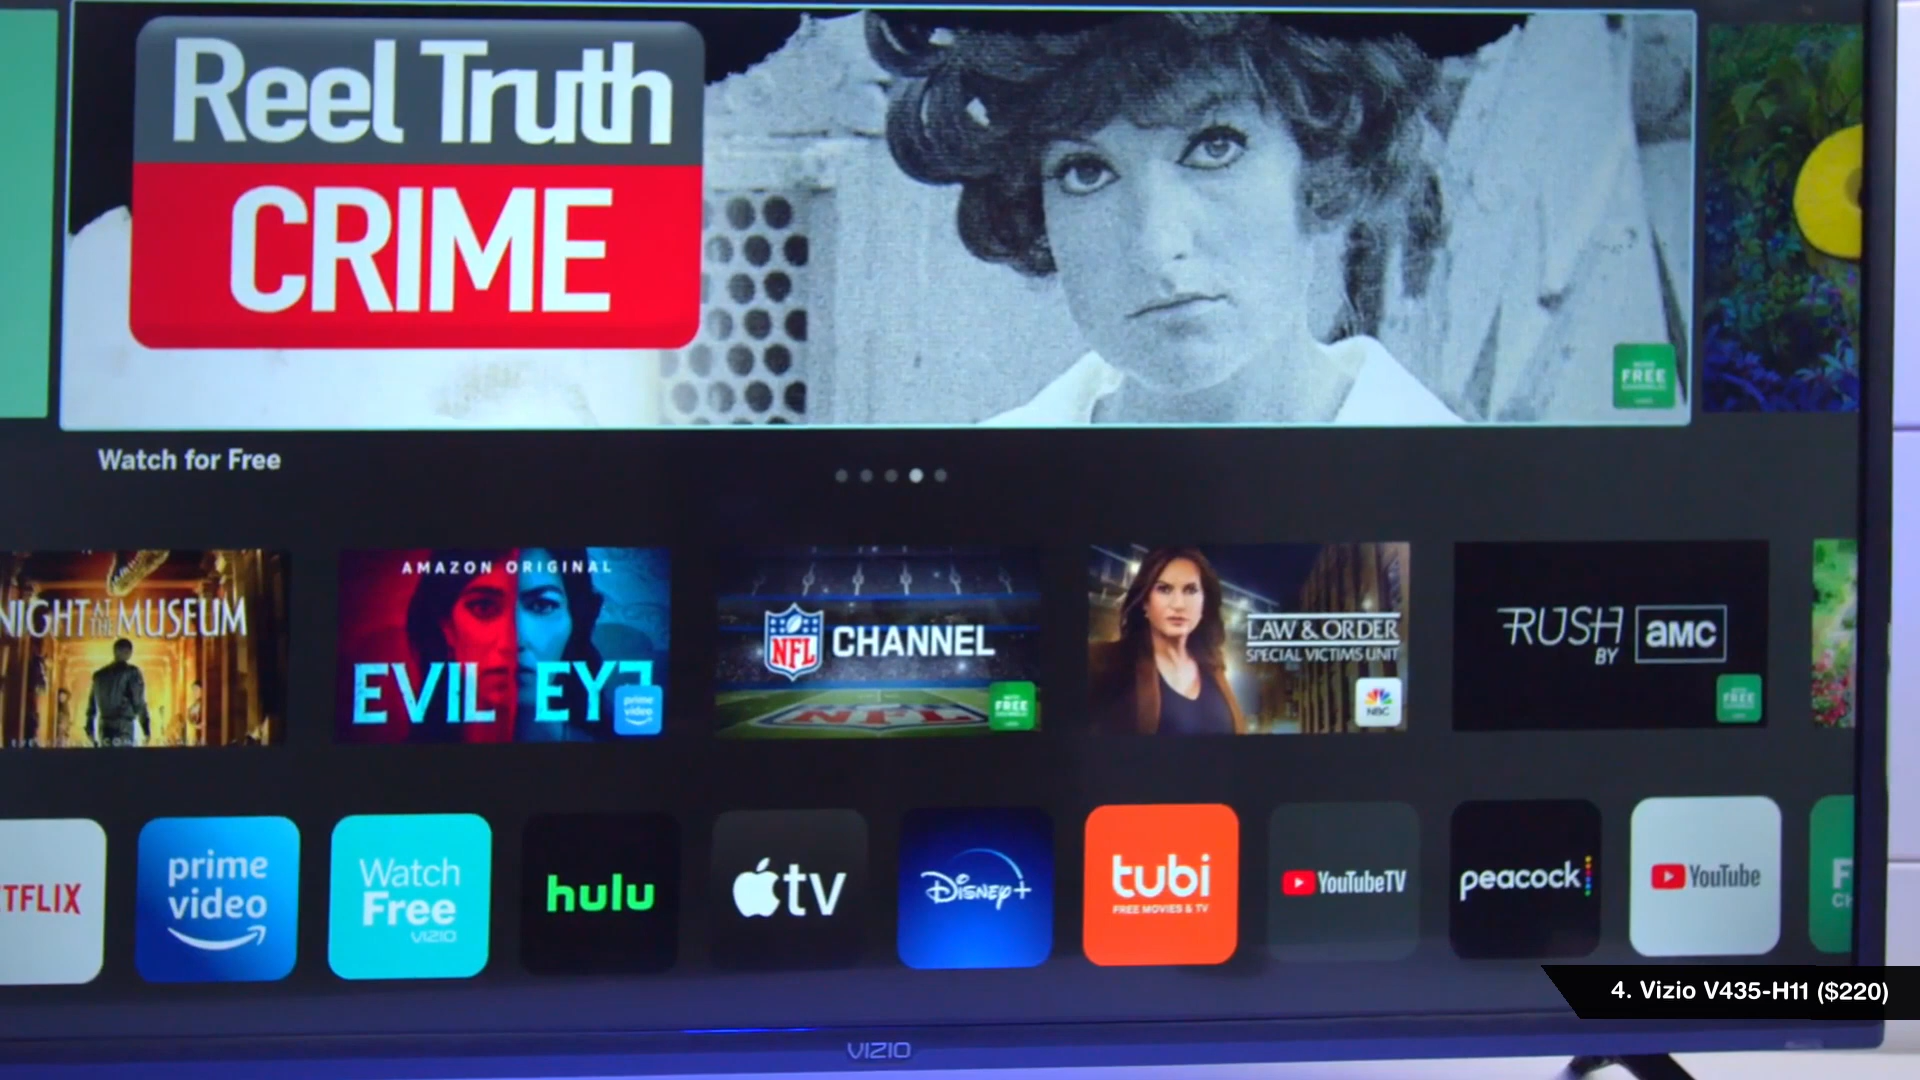 Reel Truth
CRIME
FREE
Watch for Free
NIGHT AT THE MUSEUM
AMAZON ORIGINAL
EVIL EYE
prime
video
NFL
CHANNEL
NFL
FREE
LAW & ORDER
SPECIAL VICTIMS UNIT
NBC
RUSH
BY
aMC
FREE
TFLIX
prime
video
Watch
Free
VIZIO
hulu
tv
Disney+
tubi
FREE MOVIES & TV
YouTubeTV
peacock
YouTube
F
CH
4. Vizio V435-H11 ($220)
VIZIO